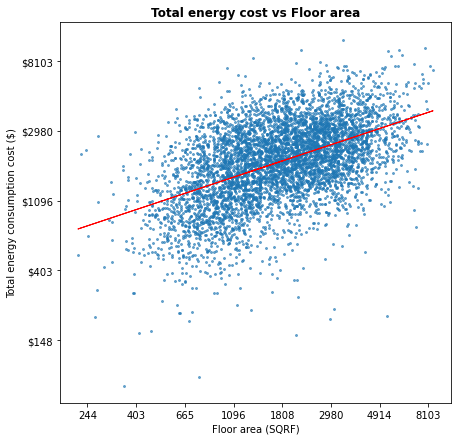 Total energy cost vs Floor area
$8103
$2980
$1096
$403
$148
Total energy consumption cost ($)
244 403 665 1096 1808 2980 4914 8103
Floor area (SQRF)